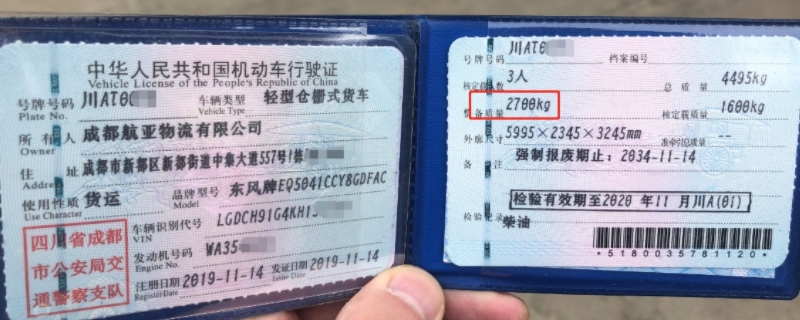 中华人民共和国机动车行驶证
Vehicle License of the People's Republic of China
号牌号码 川AT0 车辆类型 轻型仓栅式货车
Plate No. Vehicle Type
所有人 成都航亚物流有限公司
Owner
住址 成都市新都区新都街道中集大道557号1栋
Address
使用性质 货运 品牌型号 东风牌EQ5041CCY8GDFAC
Use Character Model
四川省成都
市公安局交
通警察支队
车辆识别代号 LGDCH91G4KH1
VIN
发动机号码 WA35
Engine No.
注册日期 2019-11-14 发证日期 2019-11-14
Register Date Issue Date
号牌号码 川AT0 档案编号
核定载人数 3人 总质量 4495kg
整备质量 2700kg 核定载质量 1600kg
外廓尺寸 5995×2345×3245mm 准牵引总质量 --
备注 强制报废期止：2034-11-14
检验有效期至2020年11月川A(01)
检验记录
柴油
*5180035761120*